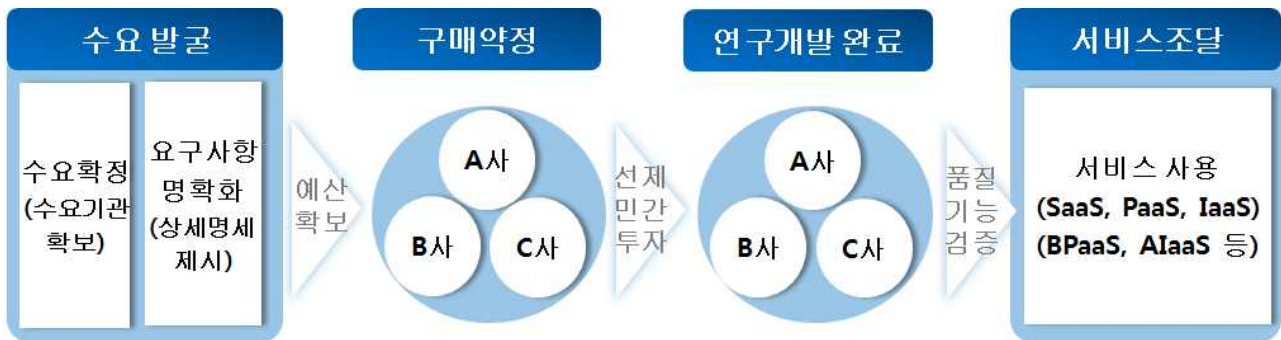 수요 발굴
수요확정
(수요기관
확보)
요구사항
명확화
(상세명세
제시)
예산
확보
구매약정
A사
B사
C사
선제
민간
투자
연구개발 완료
A사
B사
C사
품질
기능
검증
서비스조달
서비스 사용
(SaaS, PaaS, IaaS)
(BPaaS, AIaaS 등)